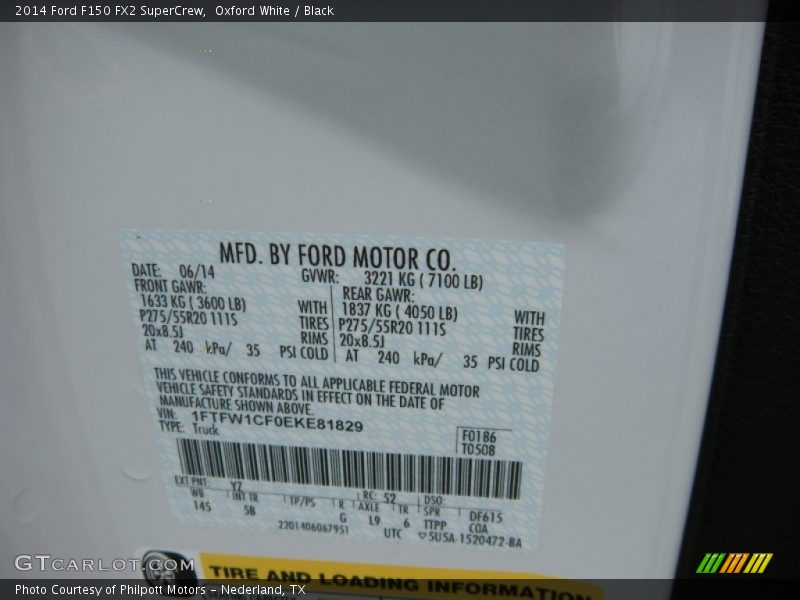 2014 Ford F150 FX2 SuperCrew,  Oxford White / Black
MFD. BY FORD MOTOR CO.
DATE: 06/14 GVWR: 3221 KG ( 7100 LB)
FRONT GAWR: REAR GAWR:
1633 KG ( 3600 LB) WITH 1837 KG ( 4050 LB) WITH
P275/55R20 111S TIRES P275/55R20 111S TIRES
20x8.5J RIMS 20x8.5J RIMS
AT 240 kPa/ 35 PSI COLD AT 240 kPa/ 35 PSI COLD
THIS VEHICLE CONFORMS TO ALL APPLICABLE FEDERAL MOTOR
VEHICLE SAFETY STANDARDS IN EFFECT ON THE DATE OF
MANUFACTURE SHOWN ABOVE.
VIN: 1FTFW1CF0EKE81829
TYPE: Truck
F0186
T0508
EXT PNT: YZ RC: 52 DSO:
WB INT TR TP/PS R AXLE TR SPR DF615
145 5B G L9 6 TTPP COA
2201406067951 UTC ▽5U5A-1520472-BA
TIRE AND LOADING INFORMATION
GTCarlot.com
Photo Courtesy of Philpott Motors – Nederland, TX